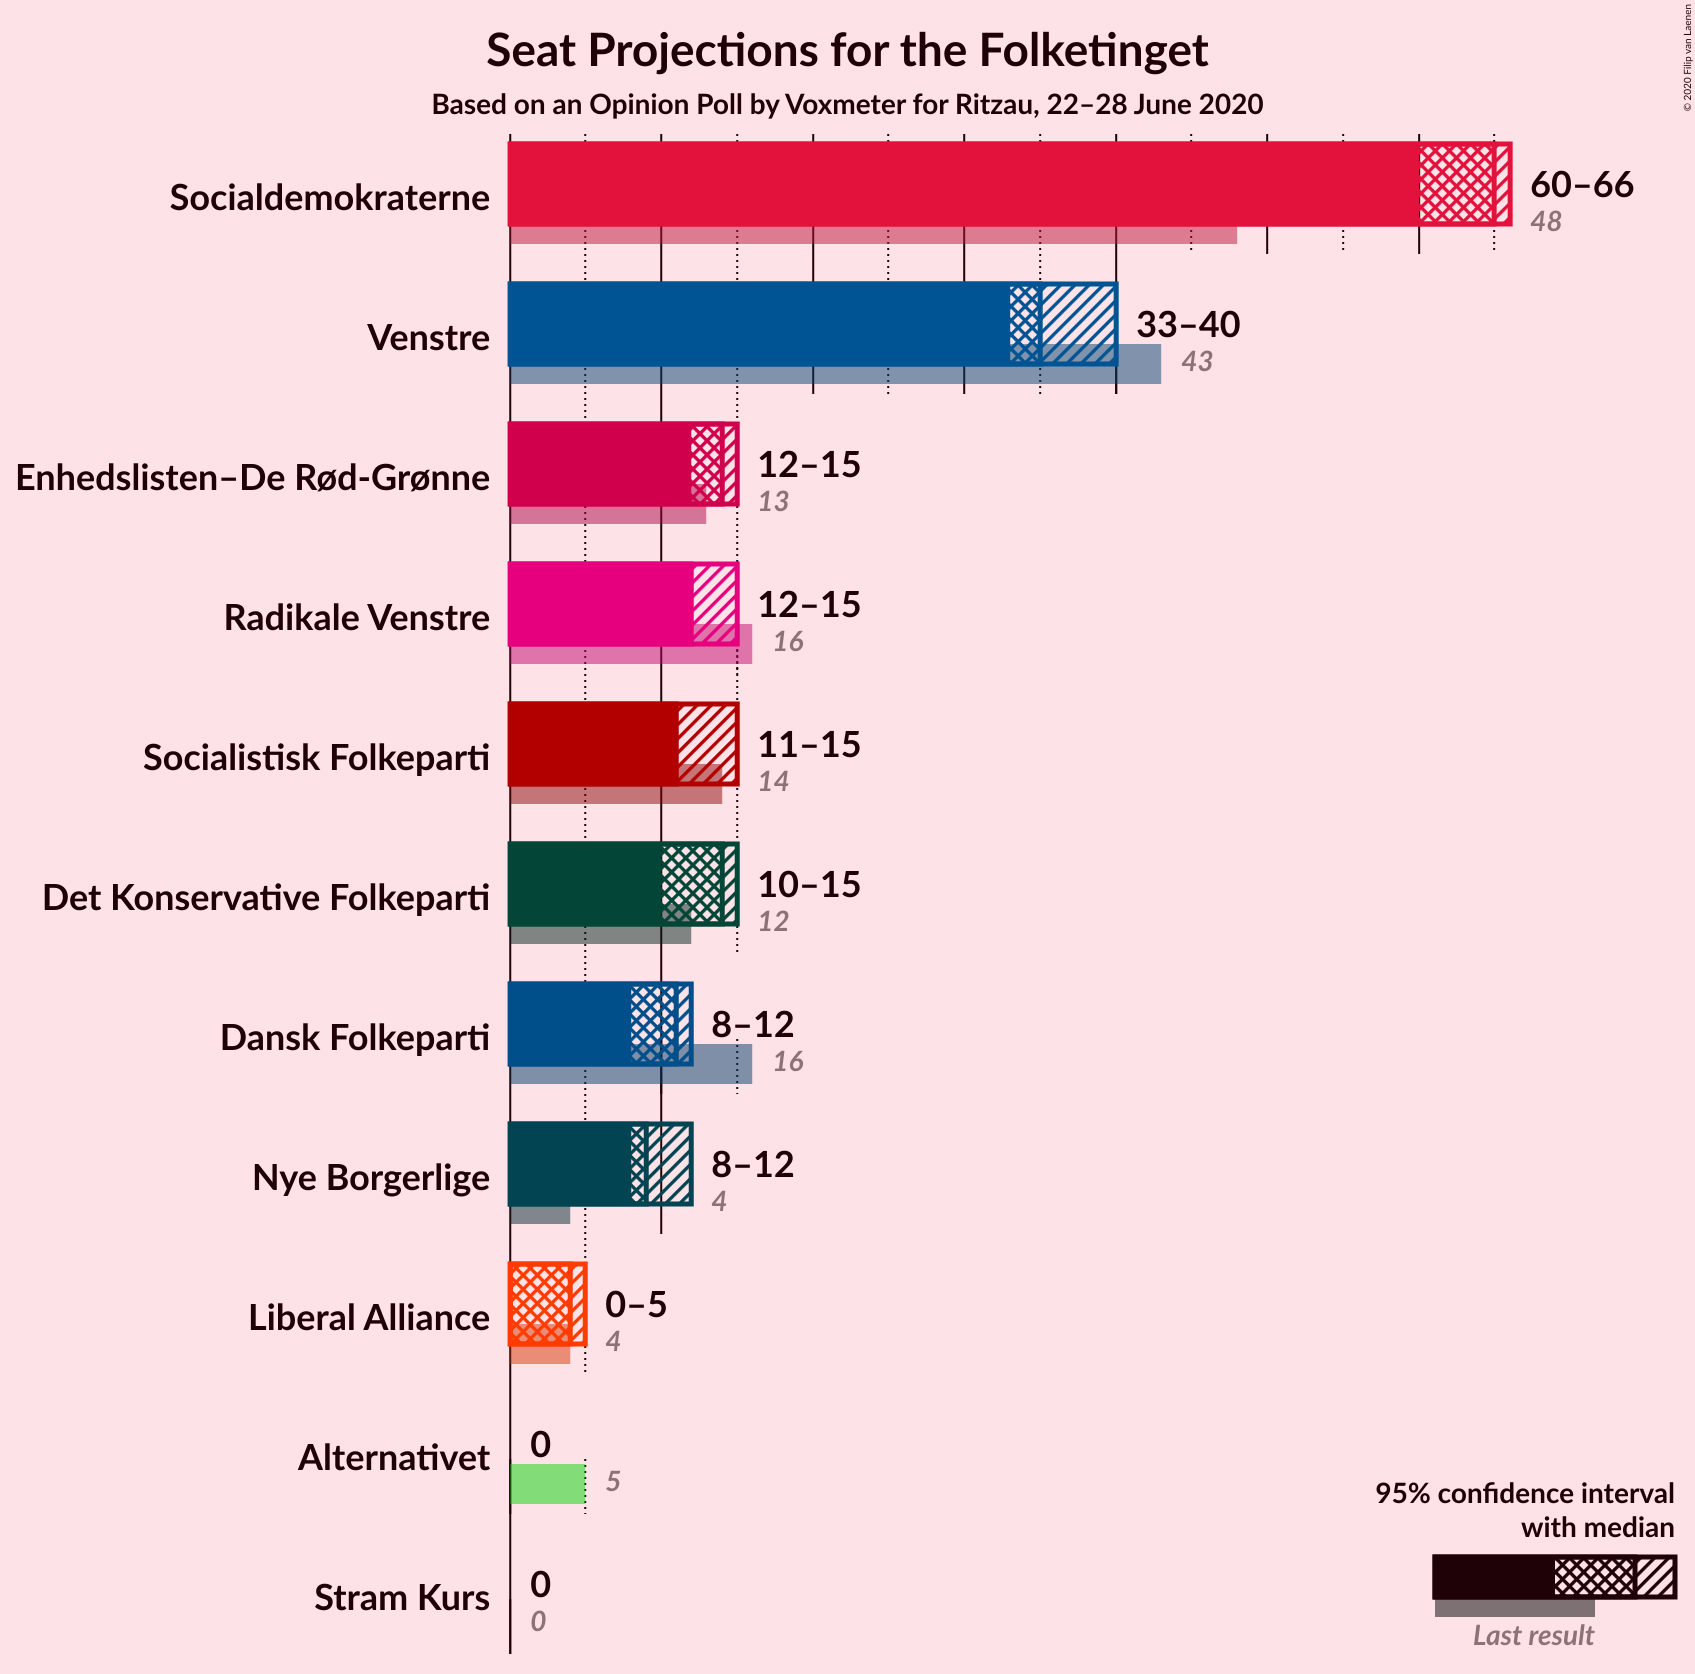 Seat Projections for the Folketinget
Based on an Opinion Poll by Voxmeter for Ritzau, 22–28 June 2020
© 2020 Filip van Laenen
Socialdemokraterne
60–66
48
Venstre
33–40
43
Enhedslisten–De Rød-Grønne
12–15
13
Radikale Venstre
12–15
16
Socialistisk Folkeparti
11–15
14
Det Konservative Folkeparti
10–15
12
Dansk Folkeparti
8–12
16
Nye Borgerlige
8–12
4
Liberal Alliance
0–5
4
Alternativet
0
5
Stram Kurs
0
0
95% confidence interval
with median
Last result